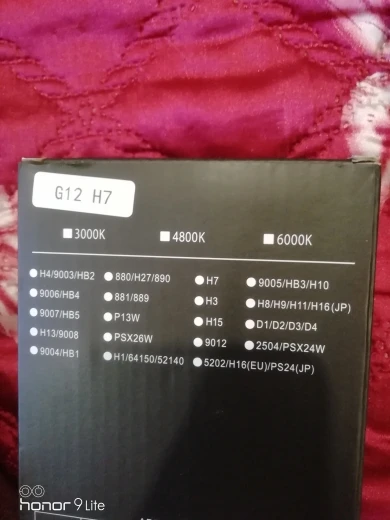 G12 H7
3000K 4800K 6000K
H4/9003/HB2 880/H27/890 H7 9005/HB3/H10
9006/HB4 881/889 H3 H8/H9/H11/H16(JP)
9007/HB5 P13W H15 D1/D2/D3/D4
H13/9008 PSX26W 9012 2504/PSX24W
9004/HB1 H1/64150/52140 5202/H16(EU)/PS24(JP)
honor 9 Lite